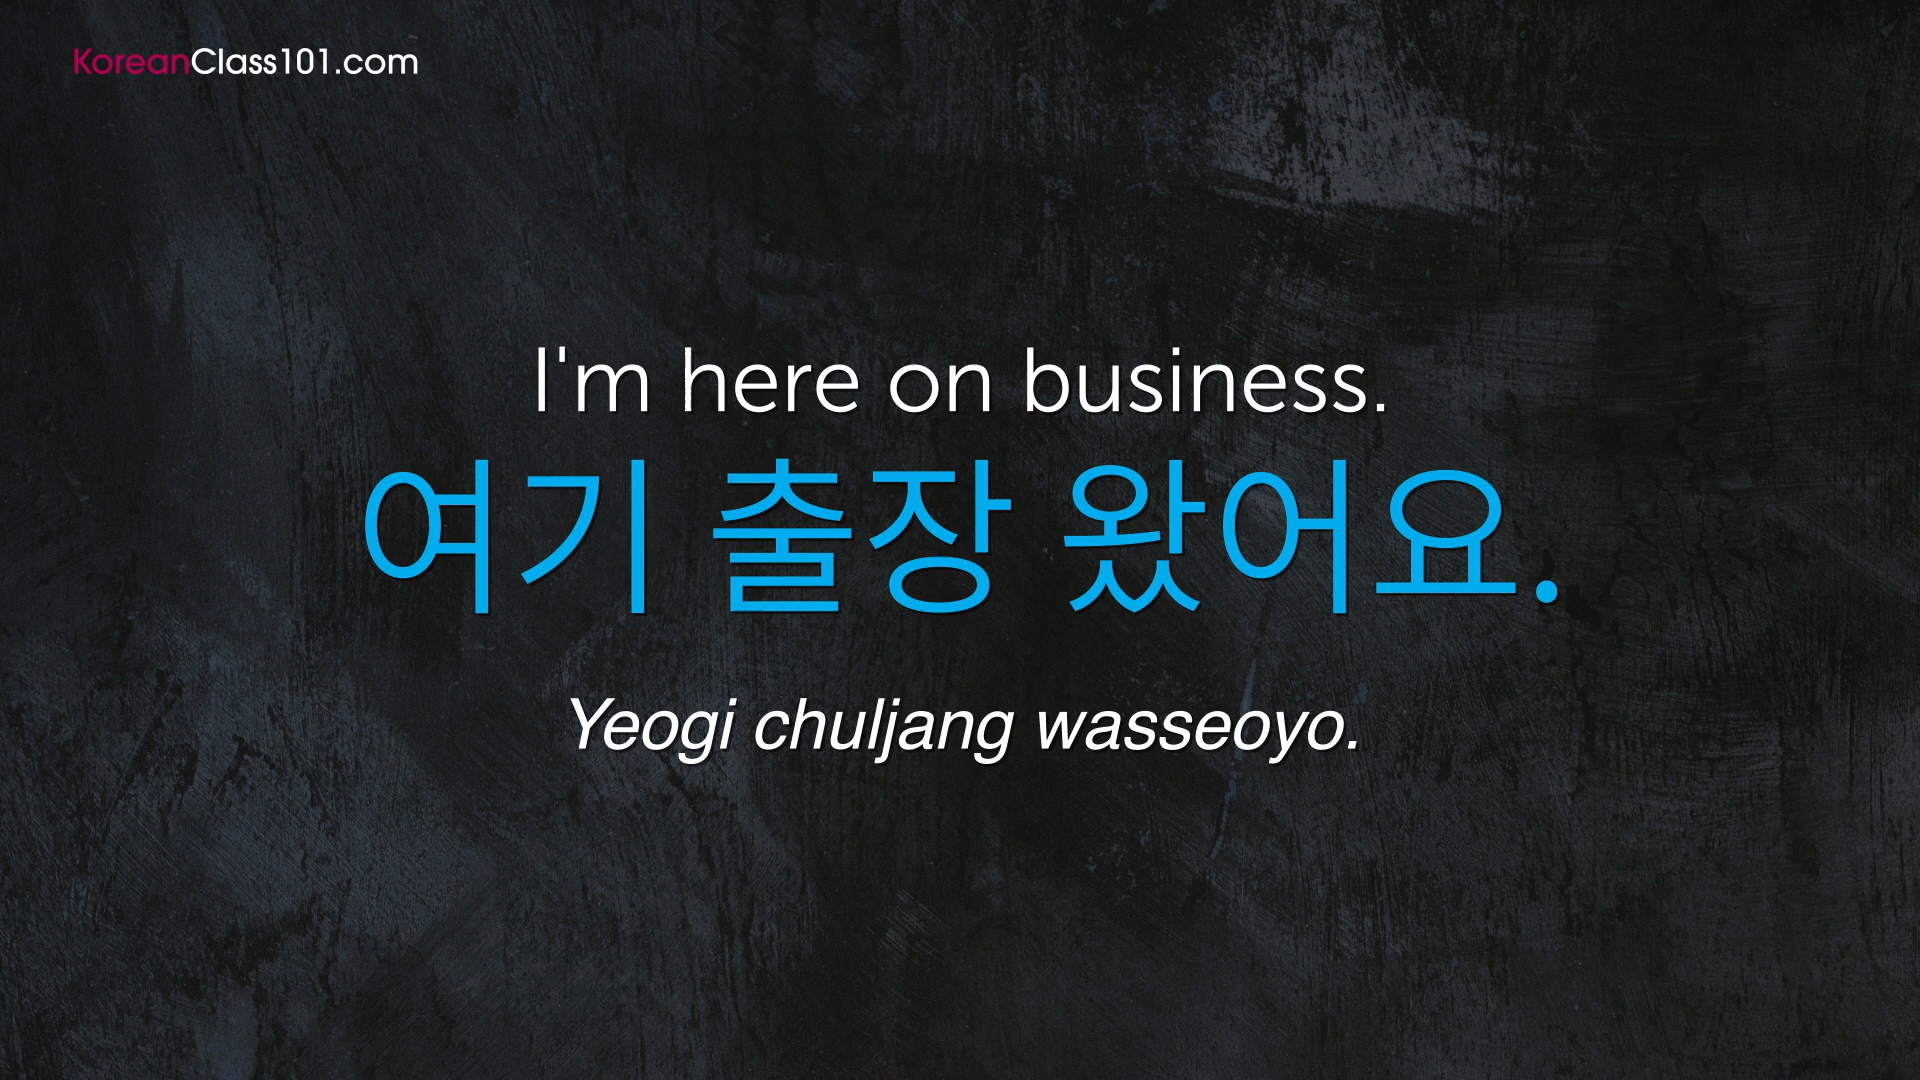 KoreanClass101.com
I'm here on business.
여기 출장 왔어요.
Yeogi chuljang wasseoyo.